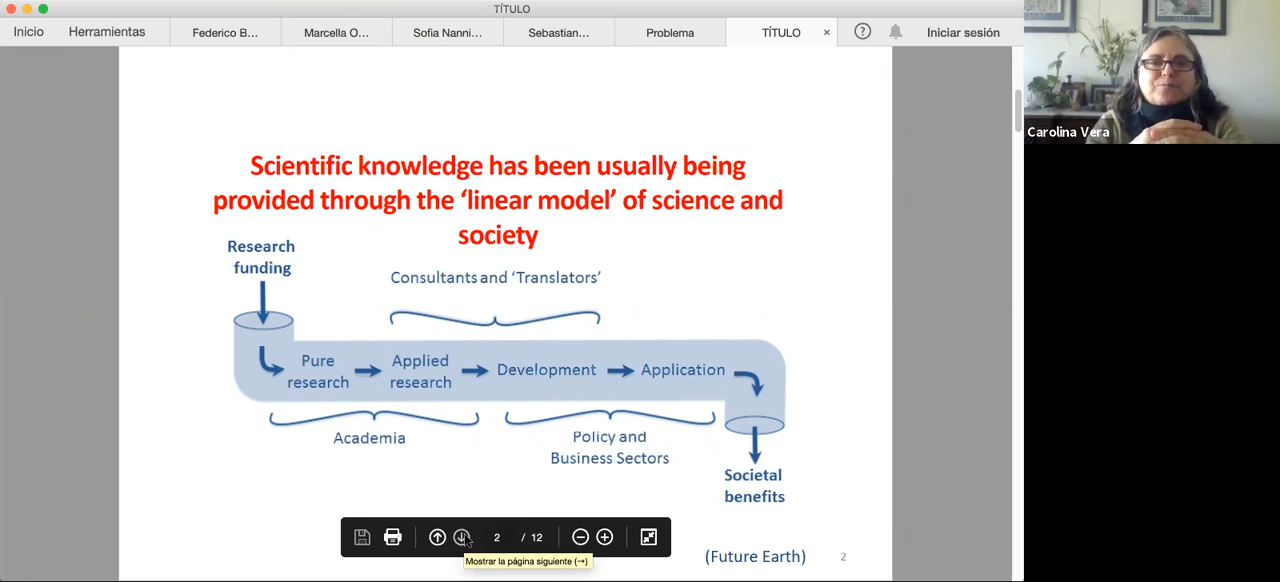 TÍTULO
Inicio
Herramientas
Federico B...
Marcella O...
Sofia Nanni...
Sebastian...
Problema
TÍTULO
×
Iniciar sesión
Carolina Vera
Scientific knowledge has been usually being
provided through the ‘linear model’ of science and
society
Research
funding
Consultants and ‘Translators’
Pure
research
Applied
research
Development
Application
Academia
Policy and
Business Sectors
Societal
benefits
2 / 12
Mostrar la página siguiente (→)
(Future Earth)
2